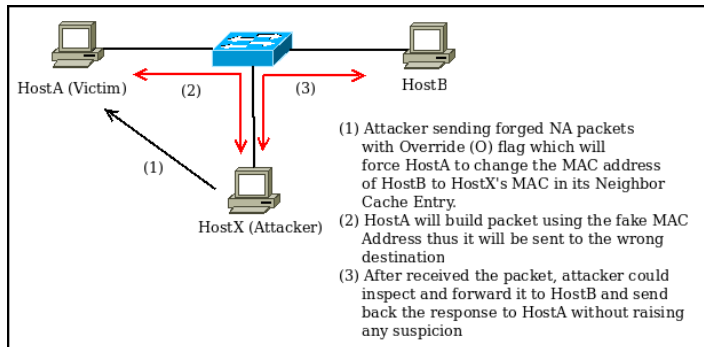 HostA (Victim)
HostB
(2)
(3)
(1)
HostX (Attacker)
(1) Attacker sending forged NA packets
with Override (O) flag which will
force HostA to change the MAC address
of HostB to HostX's MAC in its Neighbor
Cache Entry.
(2) HostA will build packet using the fake MAC
Address thus it will be sent to the wrong
destination
(3) After received the packet, attacker could
inspect and forward it to HostB and send
back the response to HostA without raising
any suspicion